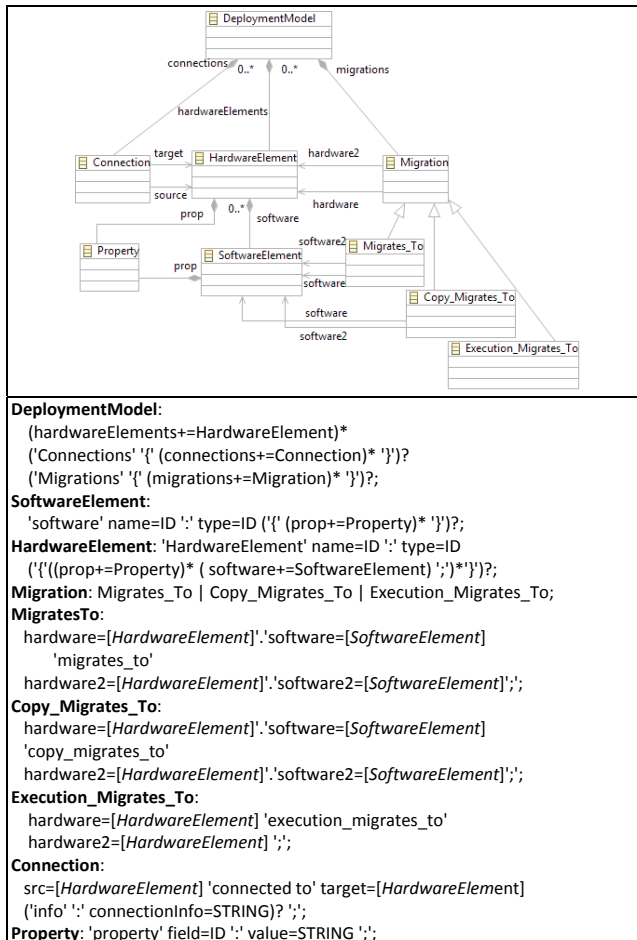 DeploymentModel
connections
0..*
0..*
migrations
hardwareElements
Connection
target
HardwareElement
hardware2
Migration
source
hardware
prop
0..*
software
Property
prop
SoftwareElement
software2
Migrates_To
software
Copy_Migrates_To
software
software2
Execution_Migrates_To
DeploymentModel:
(hardwareElements+=HardwareElement)*
('Connections' '{' (connections+=Connection)* '}')?
('Migrations' '{' (migrations+=Migration)* '}')?;
SoftwareElement:
'software' name=ID ':' type=ID ('{' (prop+=Property)* '}')?;
HardwareElement: 'HardwareElement' name=ID ':' type=ID
('{'((prop+=Property)* ( software+=SoftwareElement) ';')*'}')?;
Migration: Migrates_To | Copy_Migrates_To | Execution_Migrates_To;
MigratesTo:
hardware=[HardwareElement]'.'software=[SoftwareElement]
'migrates_to'
hardware2=[HardwareElement]'.'software2=[SoftwareElement]';';
Copy_Migrates_To:
hardware=[HardwareElement]'.'software=[SoftwareElement]
'copy_migrates_to'
hardware2=[HardwareElement]'.'software2=[SoftwareElement]';';
Execution_Migrates_To:
hardware=[HardwareElement] 'execution_migrates_to'
hardware2=[HardwareElement] ';';
Connection:
src=[HardwareElement] 'connected to' target=[HardwareElement]
('info' ':' connectionInfo=STRING)? ';';
Property: 'property' field=ID ':' value=STRING ';';